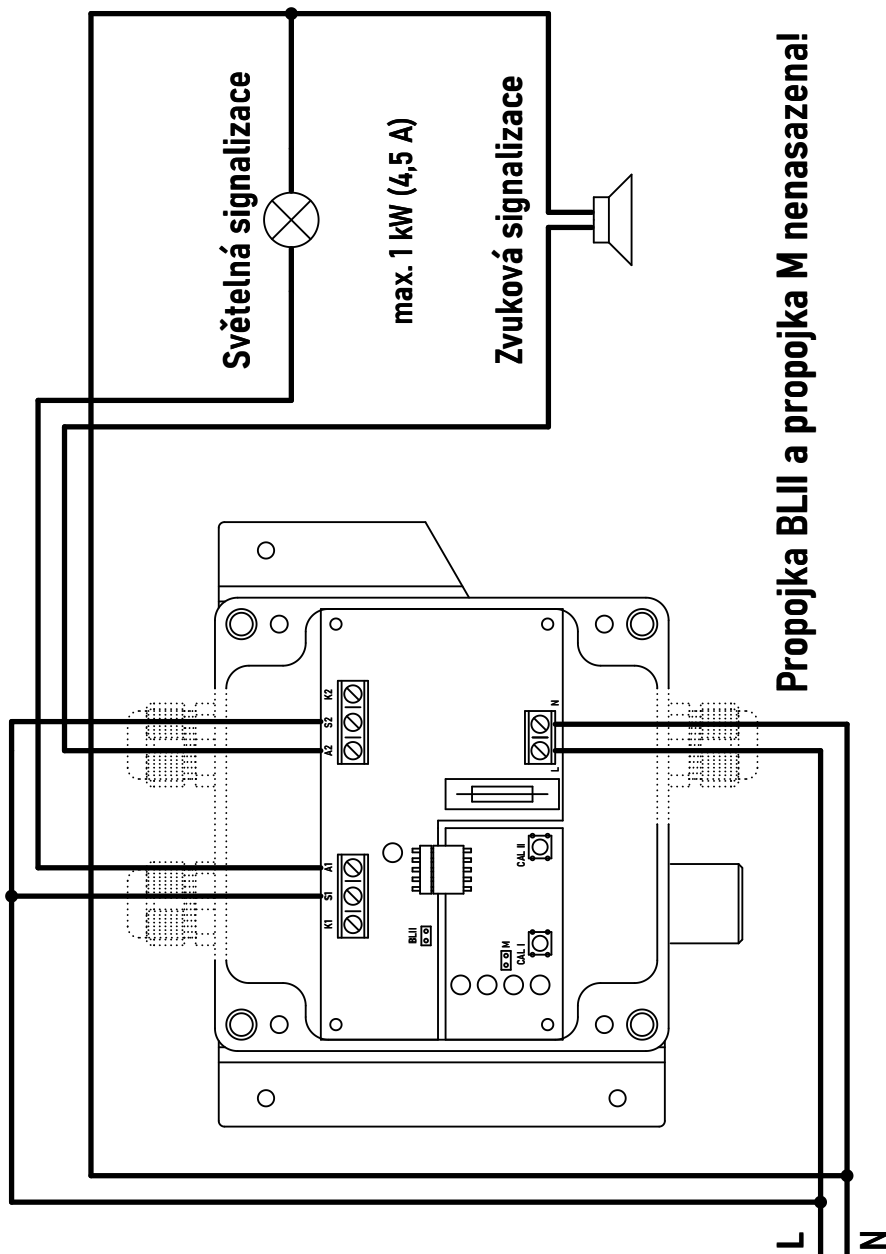 Světelná signalizace
max. 1 kW (4,5 A)
Zvuková signalizace
Propojka BLII a propojka M nenasazena!
K1 S1 A1
A2 S2 K2
BLII
M
CAL I
CAL II
L N
L
N